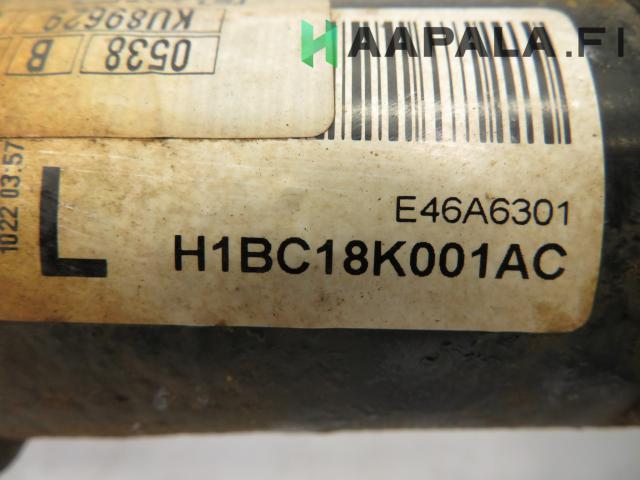 HAAPALA.FI
KU89629
0538 B
1022 03:57
L
E46A6301
H1BC18K001AC